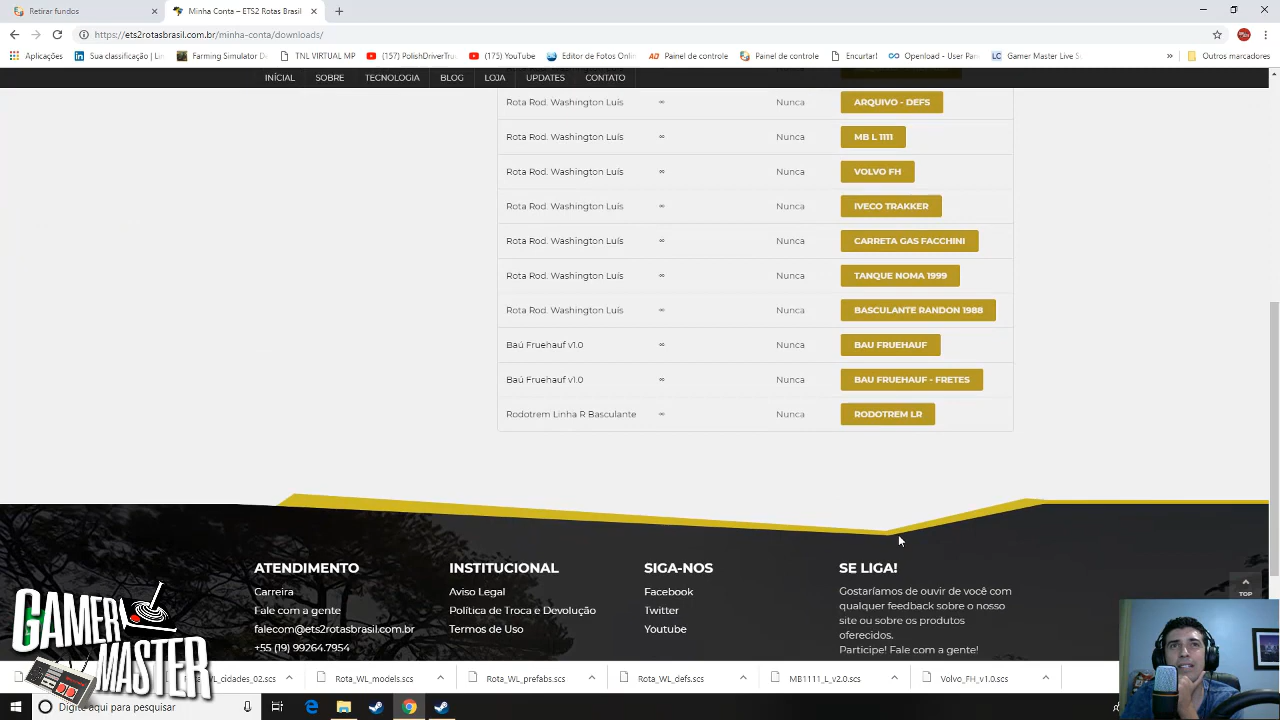 Retirar fundos
Minha Conta – ETS2 Rotas Brasil
https://ets2rotasbrasil.com.br/minha-conta/downloads/
Aplicações
Sua classificação | Lin
Farming Simulator De
TNL VIRTUAL MP
(157) PolishDriverTru
(175) YouTube
Editor de Fotos Onlin
Painel de controle
Painel de controle
Encurtar!
Openload - User Pane
Gamer Master Live St
»
Outros marcadores
INÍCIAL SOBRE TECNOLOGIA BLOG LOJA UPDATES CONTATO
Rota Rod. Washington Luís ∞ Nunca ARQUIVO - DEFS
Rota Rod. Washington Luís ∞ Nunca MB L 1111
Rota Rod. Washington Luís ∞ Nunca VOLVO FH
Rota Rod. Washington Luís ∞ Nunca IVECO TRAKKER
Rota Rod. Washington Luís ∞ Nunca CARRETA GAS FACCHINI
Rota Rod. Washington Luís ∞ Nunca TANQUE NOMA 1999
Rota Rod. Washington Luís ∞ Nunca BASCULANTE RANDON 1988
Baú Fruehauf v1.0 ∞ Nunca BAU FRUEHAUF
Baú Fruehauf v1.0 ∞ Nunca BAU FRUEHAUF - FRETES
Rodotrem Linha R Basculante ∞ Nunca RODOTREM LR
ATENDIMENTO
Carreira
Fale com a gente
falecom@ets2rotasbrasil.com.br
+55 (19) 99264.7954
INSTITUCIONAL
Aviso Legal
Política de Troca e Devolução
Termos de Uso
SIGA-NOS
Facebook
Twitter
Youtube
SE LIGA!
Gostaríamos de ouvir de você com
qualquer feedback sobre o nosso
site ou sobre os produtos
oferecidos.
Participe! Fale com a gente!
TOP
GAMER
MASTER
_cidades_02.scs
Rota_WL_models.scs
Rota_WL_prefabs.scs
Rota_WL_defs.scs
MB1111_L_v2.0.scs
Volvo_FH_v1.0.scs
Digite aqui para pesquisar